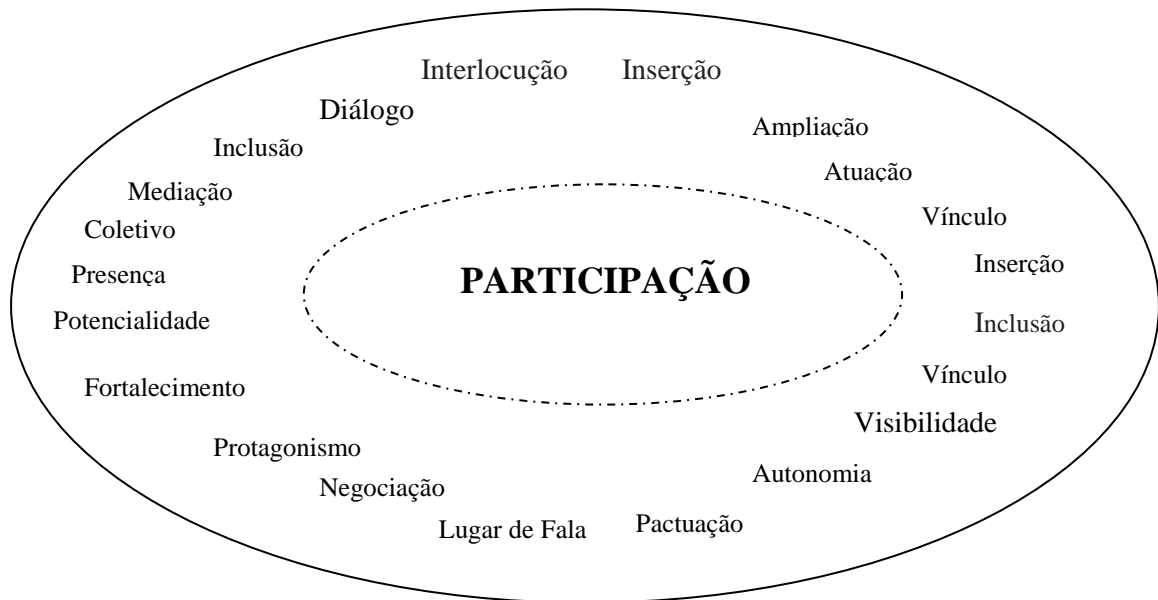 Interlocução Inserção
Diálogo
Ampliação
Inclusão
Atuação
Mediação
Vínculo
Coletivo
Inserção
Presença
PARTICIPAÇÃO
Potencialidade
Inclusão
Vínculo
Fortalecimento
Visibilidade
Protagonismo
Autonomia
Negociação
Pactuação
Lugar de Fala